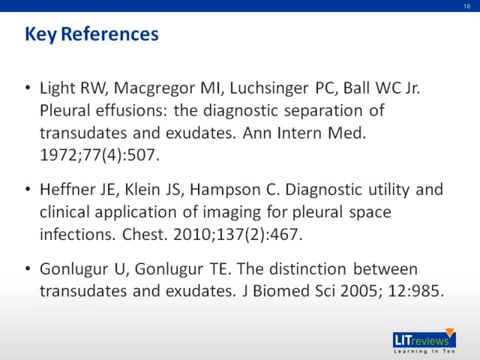 16
Key References
• Light RW, Macgregor MI, Luchsinger PC, Ball WC Jr.
Pleural effusions: the diagnostic separation of
transudates and exudates. Ann Intern Med.
1972;77(4):507.
• Heffner JE, Klein JS, Hampson C. Diagnostic utility and
clinical application of imaging for pleural space
infections. Chest. 2010;137(2):467.
• Gonlugur U, Gonlugur TE. The distinction between
transudates and exudates. J Biomed Sci 2005; 12:985.
LITreviews
Learning in Ten